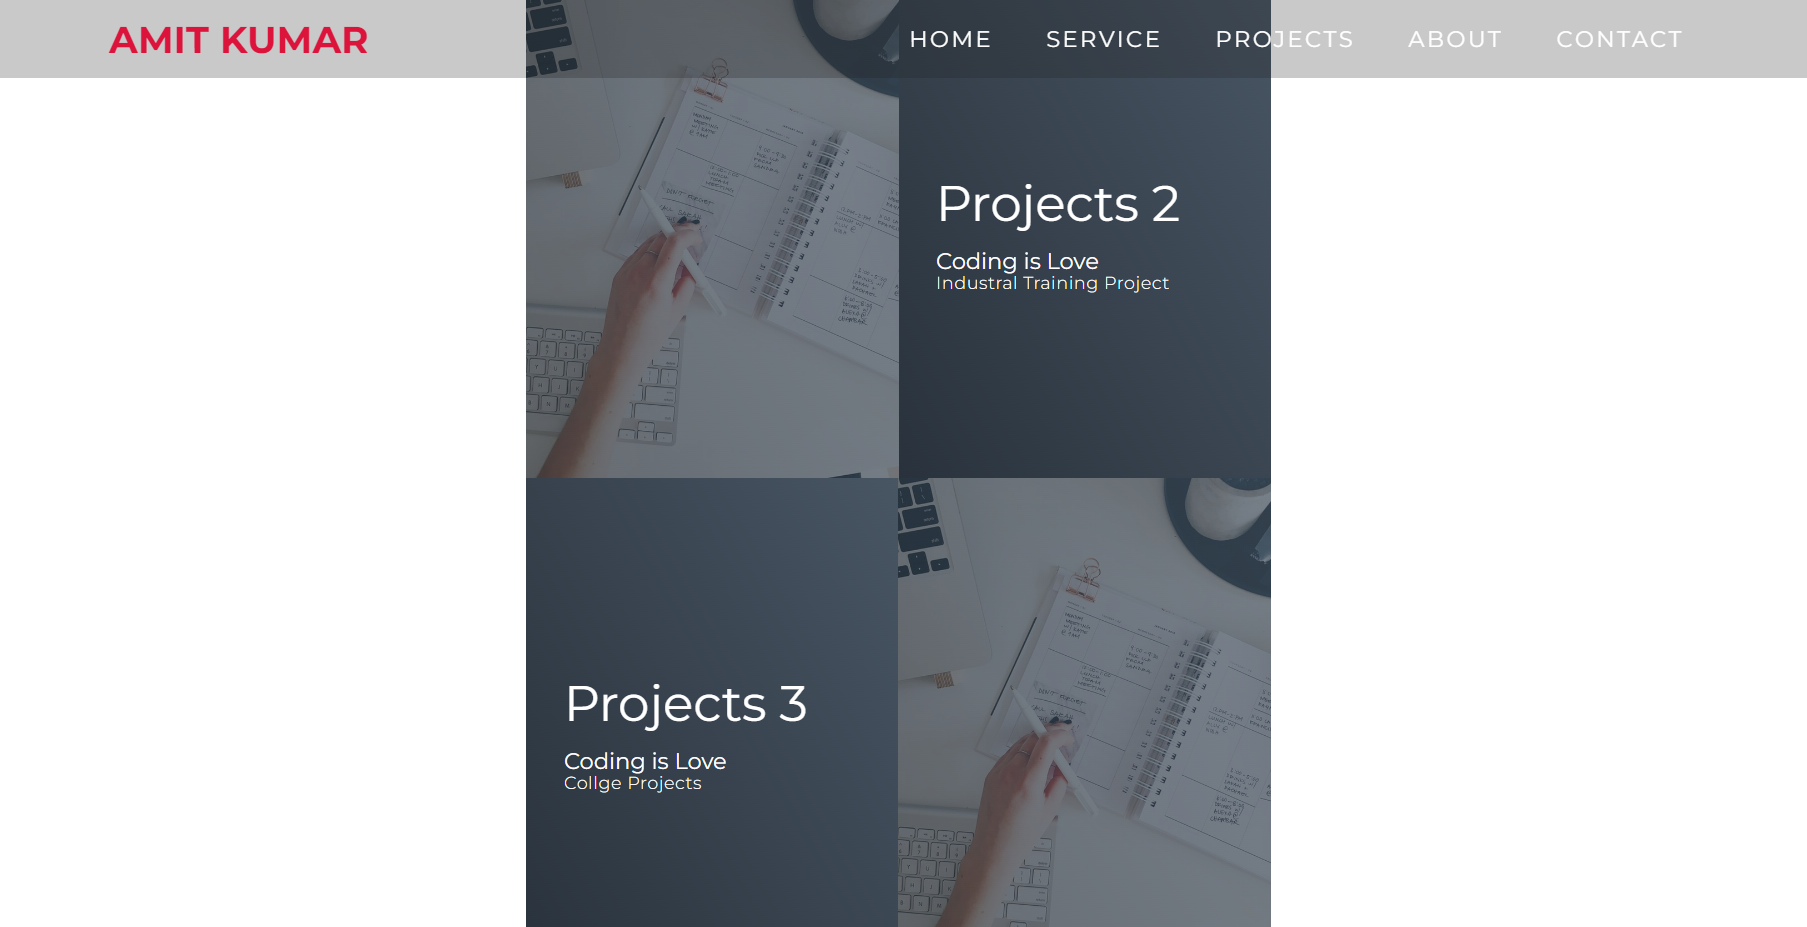 AMIT KUMAR
HOME SERVICE PROJECTS ABOUT CONTACT
Projects 2
Coding is Love
Industral Training Project
Projects 3
Coding is Love
Collge Projects